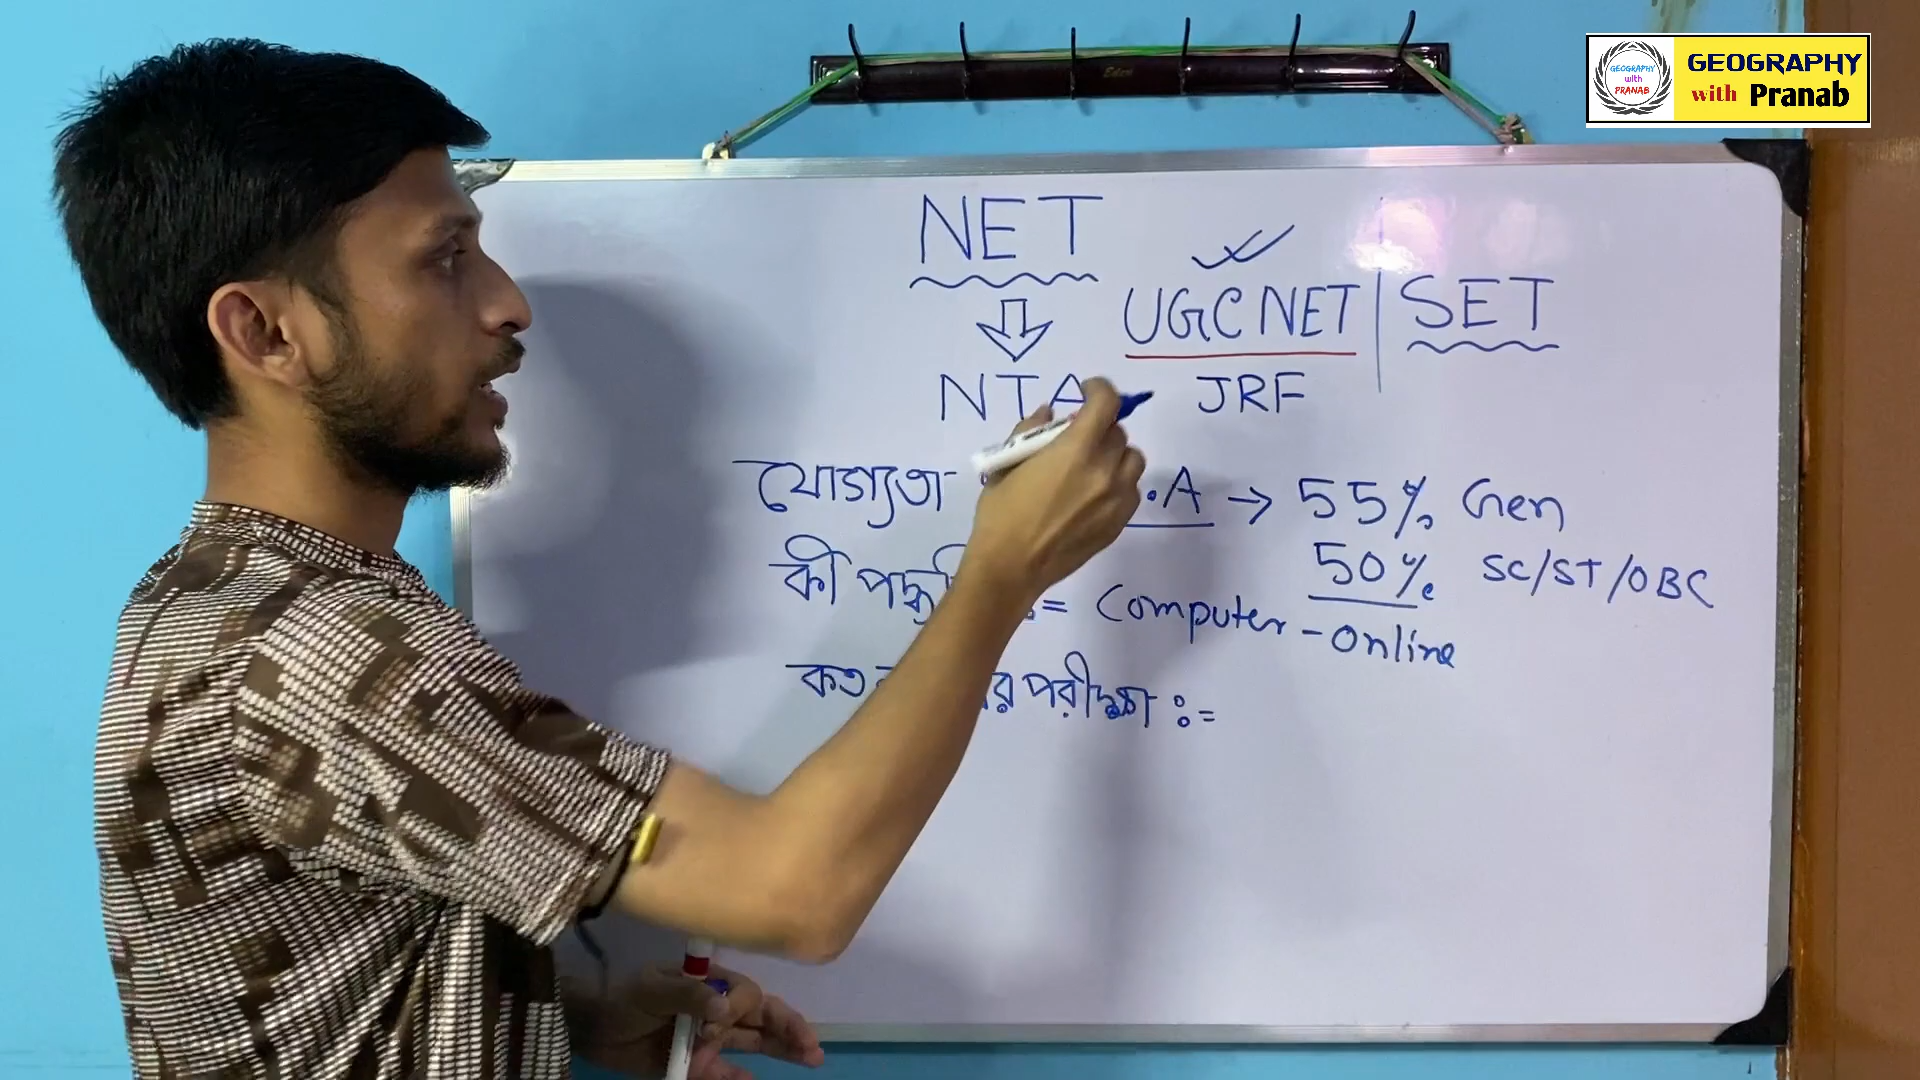 GEOGRAPHY
with Pranab
GEOGRAPHY
with
PRANAB
NET
UGC NET
SET
NTA
JRF
যোগ্যতা .A → 55% Gen
50% SC/ST/OBC
কী := Computer - Online
কত পরীক্ষা :=